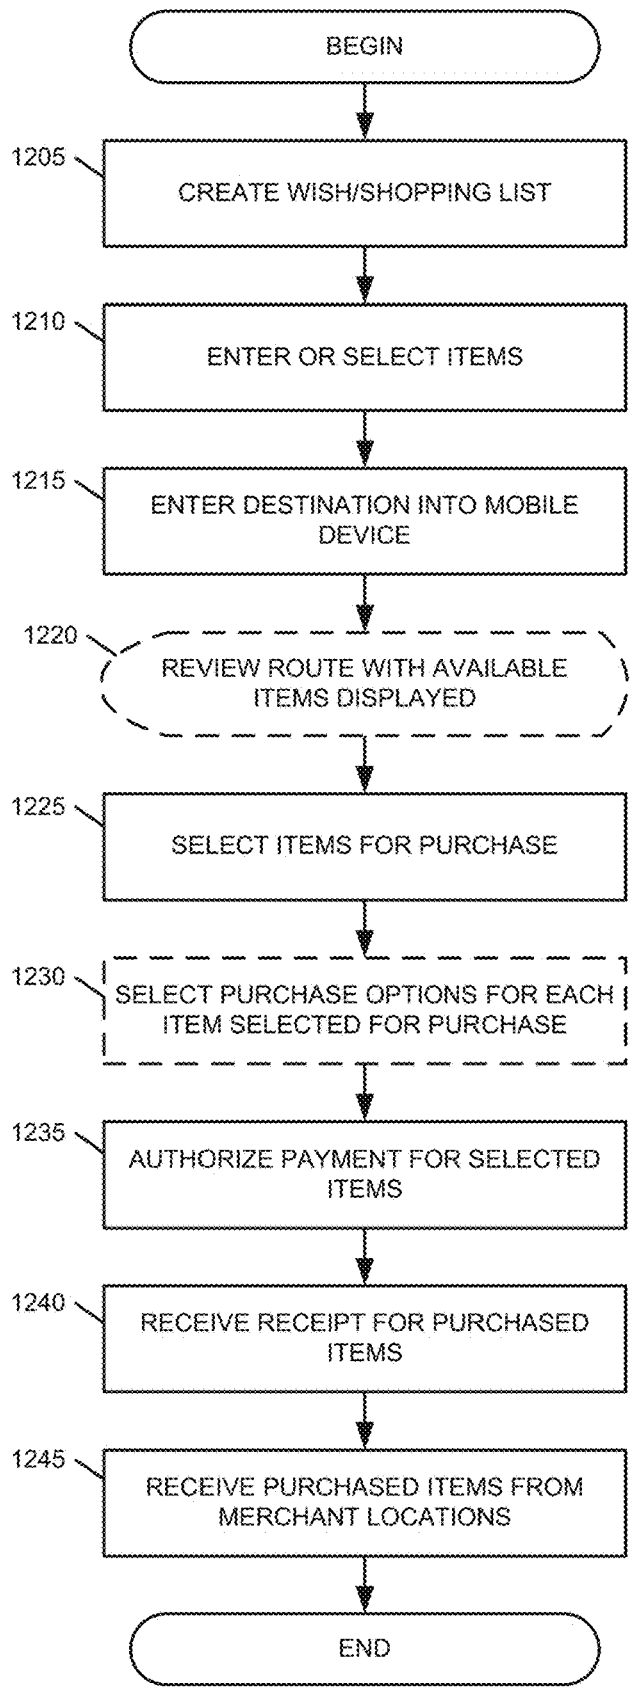 BEGIN
1205
CREATE WISH/SHOPPING LIST
1210
ENTER OR SELECT ITEMS
1215
ENTER DESTINATION INTO MOBILE
DEVICE
1220
REVIEW ROUTE WITH AVAILABLE
ITEMS DISPLAYED
1225
SELECT ITEMS FOR PURCHASE
1230
SELECT PURCHASE OPTIONS FOR EACH
ITEM SELECTED FOR PURCHASE
1235
AUTHORIZE PAYMENT FOR SELECTED
ITEMS
1240
RECEIVE RECEIPT FOR PURCHASED
ITEMS
1245
RECEIVE PURCHASED ITEMS FROM
MERCHANT LOCATIONS
END